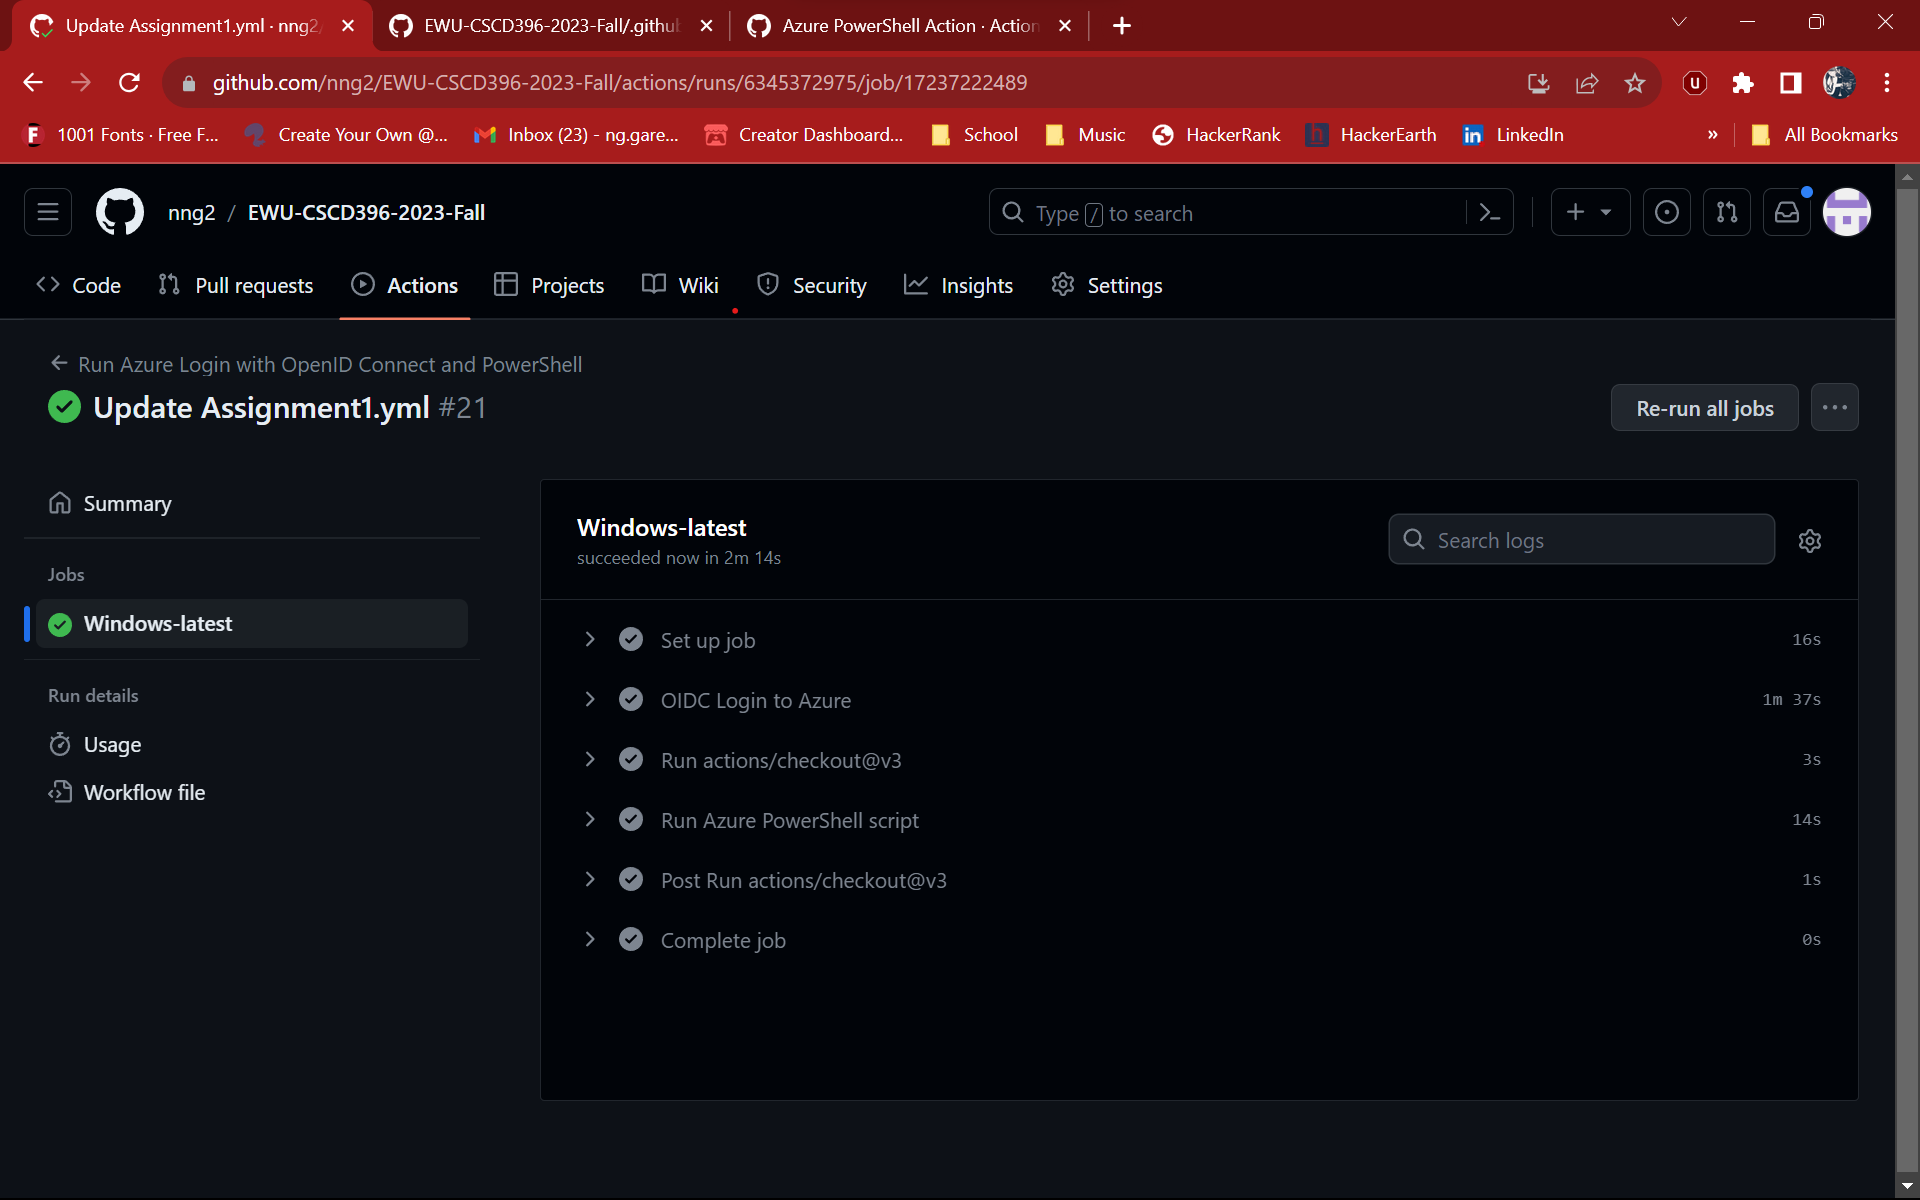 Update Assignment1.yml · nng2/
EWU-CSCD396-2023-Fall/.githu
Azure PowerShell Action · Action
github.com/nng2/EWU-CSCD396-2023-Fall/actions/runs/6345372975/job/17237222489
1001 Fonts · Free F...
Create Your Own @...
Inbox (23) - ng.gare...
Creator Dashboard...
School
Music
HackerRank
HackerEarth
LinkedIn
»
All Bookmarks
nng2 / EWU-CSCD396-2023-Fall
Type / to search
Code
Pull requests
Actions
Projects
Wiki
Security
Insights
Settings
Run Azure Login with OpenID Connect and PowerShell
Update Assignment1.yml #21
Re-run all jobs
Summary
Jobs
Windows-latest
Run details
Usage
Workflow file
Windows-latest
succeeded now in 2m 14s
Search logs
Set up job 16s
OIDC Login to Azure 1m 37s
Run actions/checkout@v3 3s
Run Azure PowerShell script 14s
Post Run actions/checkout@v3 1s
Complete job 0s